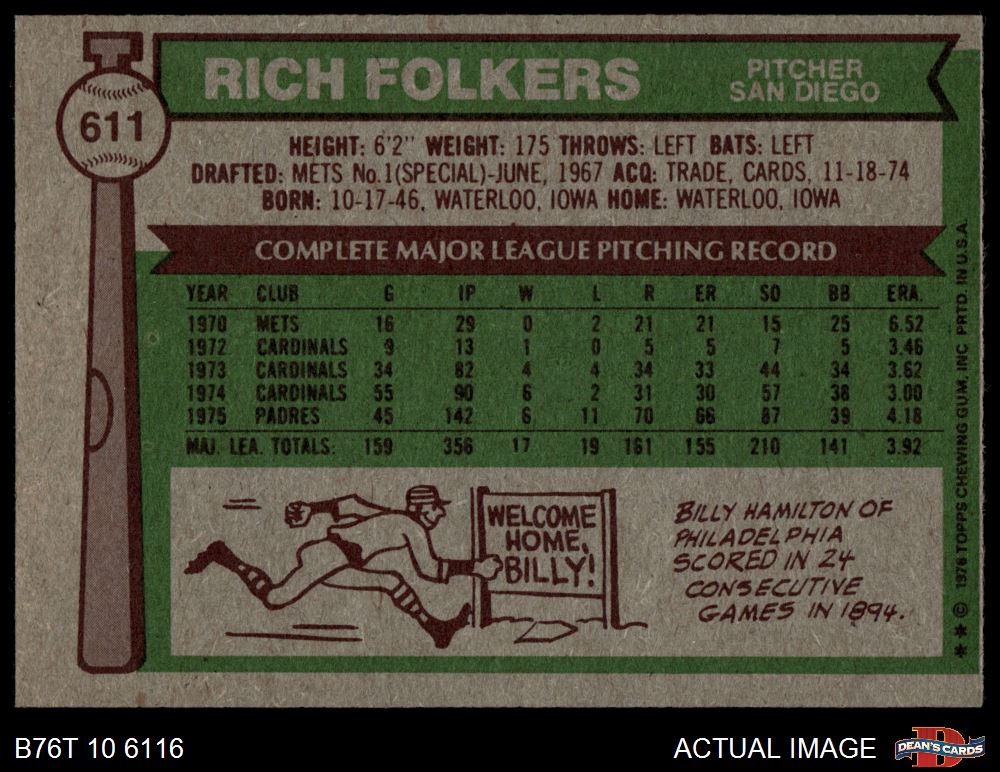 RICH FOLKERS
PITCHER
SAN DIEGO
611
HEIGHT: 6'2" WEIGHT: 175 THROWS: LEFT BATS: LEFT
DRAFTED: METS No.1(SPECIAL)-JUNE, 1967 ACQ: TRADE, CARDS, 11-18-74
BORN: 10-17-46, WATERLOO, IOWA HOME: WATERLOO, IOWA
COMPLETE MAJOR LEAGUE PITCHING RECORD
YEAR CLUB G IP W L R ER SO BB ERA.
1970 METS 16 29 0 2 21 21 15 25 6.52
1972 CARDINALS 9 13 1 0 5 5 7 5 3.46
1973 CARDINALS 34 82 4 4 34 33 44 34 3.62
1974 CARDINALS 55 90 6 2 31 30 57 38 3.00
1975 PADRES 45 142 6 11 70 66 87 39 4.18
MAJ. LEA. TOTALS: 159 356 17 19 161 155 210 141 3.92
WELCOME
HOME,
BILLY!
BILLY HAMILTON OF
PHILADELPHIA
SCORED IN 24
CONSECUTIVE
GAMES IN 1894.
** © 1976 TOPPS CHEWING GUM, INC PRTD. IN U.S.A.
B76T 10 6116
ACTUAL IMAGE
D
DEAN'S CARDS